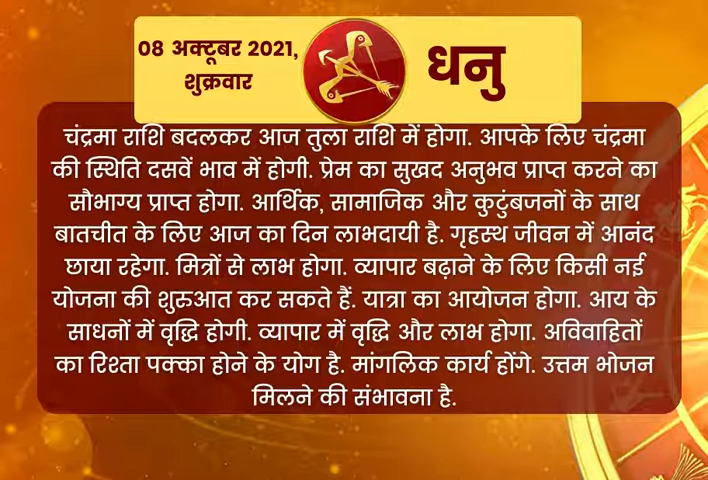 08 अक्टूबर 2021,
शुक्रवार
धनु
चंद्रमा राशि बदलकर आज तुला राशि में होगा. आपके लिए चंद्रमा
की स्थिति दसवें भाव में होगी. प्रेम का सुखद अनुभव प्राप्त करने का
सौभाग्य प्राप्त होगा. आर्थिक, सामाजिक और कुटुंबजनों के साथ
बातचीत के लिए आज का दिन लाभदायी है. गृहस्थ जीवन में आनंद
छाया रहेगा. मित्रों से लाभ होगा. व्यापार बढ़ाने के लिए किसी नई
योजना की शुरुआत कर सकते हैं. यात्रा का आयोजन होगा. आय के
साधनों में वृद्धि होगी. व्यापार में वृद्धि और लाभ होगा. अविवाहितों
का रिश्ता पक्का होने के योग है. मांगलिक कार्य होंगे. उत्तम भोजन
मिलने की संभावना है.